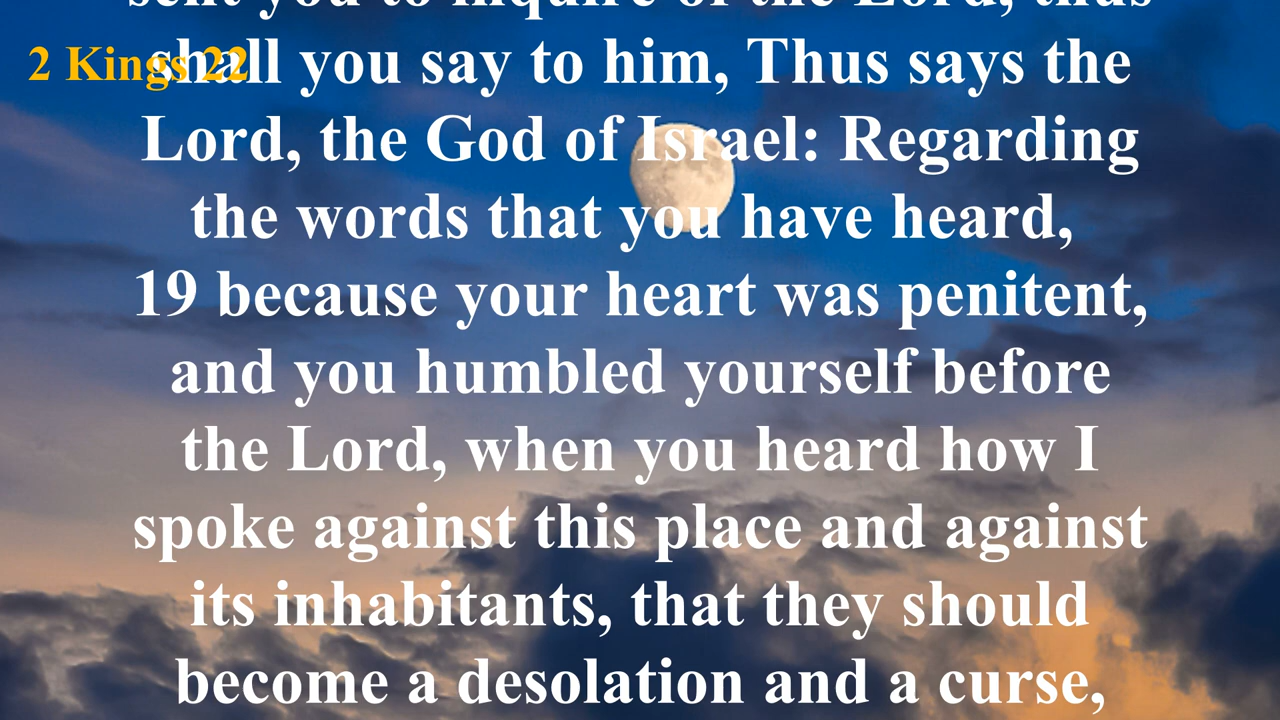 sent you to inquire of the Lord, thus
2 Kings 22
shall you say to him, Thus says the
Lord, the God of Israel: Regarding
the words that you have heard,
19 because your heart was penitent,
and you humbled yourself before
the Lord, when you heard how I
spoke against this place and against
its inhabitants, that they should
become a desolation and a curse,